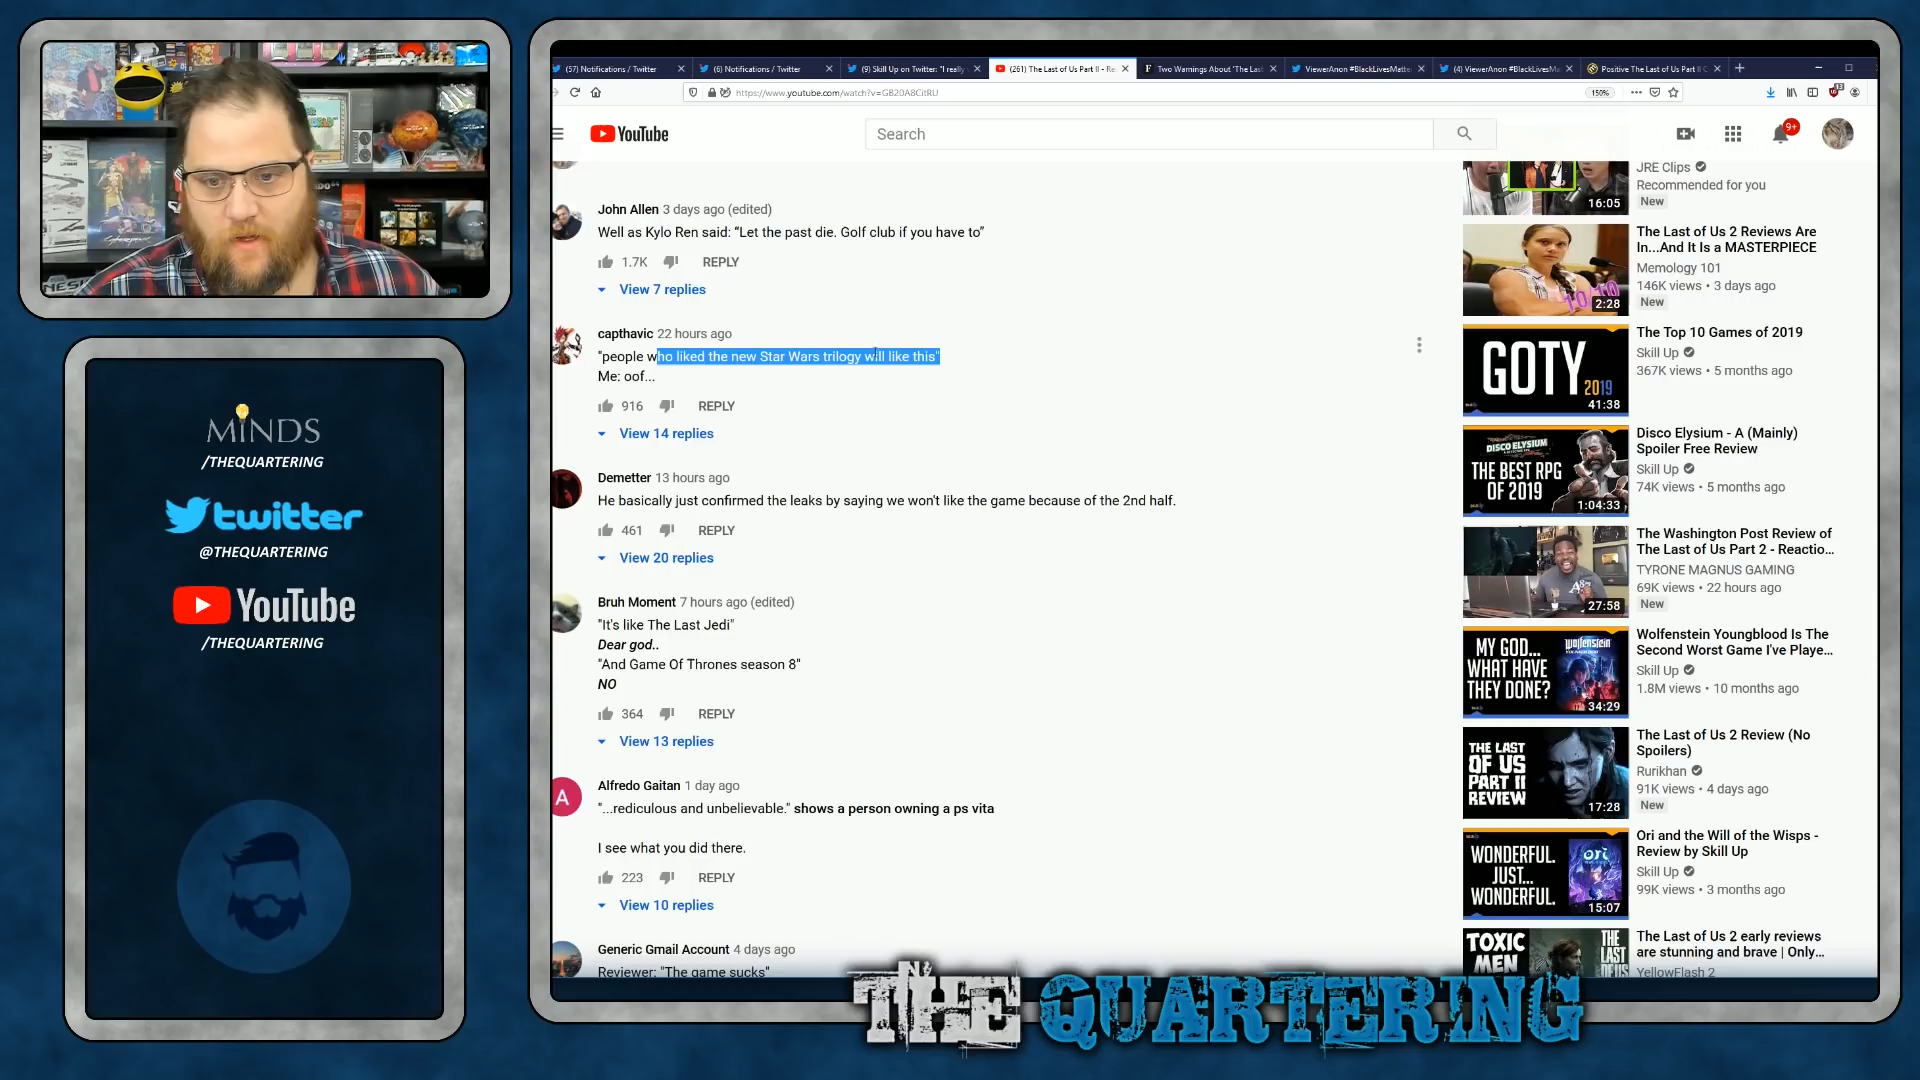 (57) Notifications / Twitter
(6) Notifications / Twitter
(9) Skill Up on Twitter: "I really
(261) The Last of Us Part II - Re
Two Warnings About 'The Last
ViewerAnon #BlackLivesMatte
(4) ViewerAnon #BlackLivesMa
Positive The Last of Us Part II C
https://www.youtube.com/watch?v=GB20A8CitRU
150%
YouTube
Search
9+
John Allen 3 days ago (edited)
Well as Kylo Ren said: “Let the past die. Golf club if you have to”
1.7K REPLY
View 7 replies
capthavic 22 hours ago
"people who liked the new Star Wars trilogy will like this"
Me: oof...
916 REPLY
View 14 replies
Demetter 13 hours ago
He basically just confirmed the leaks by saying we won't like the game because of the 2nd half.
461 REPLY
View 20 replies
Bruh Moment 7 hours ago (edited)
"It's like The Last Jedi"
Dear god..
"And Game Of Thrones season 8"
NO
364 REPLY
View 13 replies
A
Alfredo Gaitan 1 day ago
"...rediculous and unbelievable." shows a person owning a ps vita
I see what you did there.
223 REPLY
View 10 replies
Generic Gmail Account 4 days ago
Reviewer: "The game sucks"
JRE Clips
Recommended for you
New
16:05
The Last of Us 2 Reviews Are
In...And It Is a MASTERPIECE
Memology 101
146K views • 3 days ago
New
10/10
2:28
The Top 10 Games of 2019
Skill Up
367K views • 5 months ago
GOTY 2019
41:38
Disco Elysium - A (Mainly)
Spoiler Free Review
Skill Up
74K views • 5 months ago
DISCO ELYSIUM
THE BEST RPG
OF 2019
1:04:33
The Washington Post Review of
The Last of Us Part 2 - Reactio...
TYRONE MAGNUS GAMING
69K views • 22 hours ago
New
27:58
Wolfenstein Youngblood Is The
Second Worst Game I've Playe...
Skill Up
1.8M views • 10 months ago
MY GOD...
WHAT HAVE
THEY DONE?
Wolfenstein
34:29
The Last of Us 2 Review (No
Spoilers)
Rurikhan
91K views • 4 days ago
New
THE LAST
OF US
PART II
REVIEW
17:28
Ori and the Will of the Wisps -
Review by Skill Up
Skill Up
99K views • 3 months ago
WONDERFUL.
JUST...
WONDERFUL.
ori
15:07
The Last of Us 2 early reviews
are stunning and brave | Only...
YellowFlash 2
TOXIC
MEN
THE
LAST
OF US
MINDS
/THEQUARTERING
twitter
@THEQUARTERING
YouTube
/THEQUARTERING
THE QUARTERING